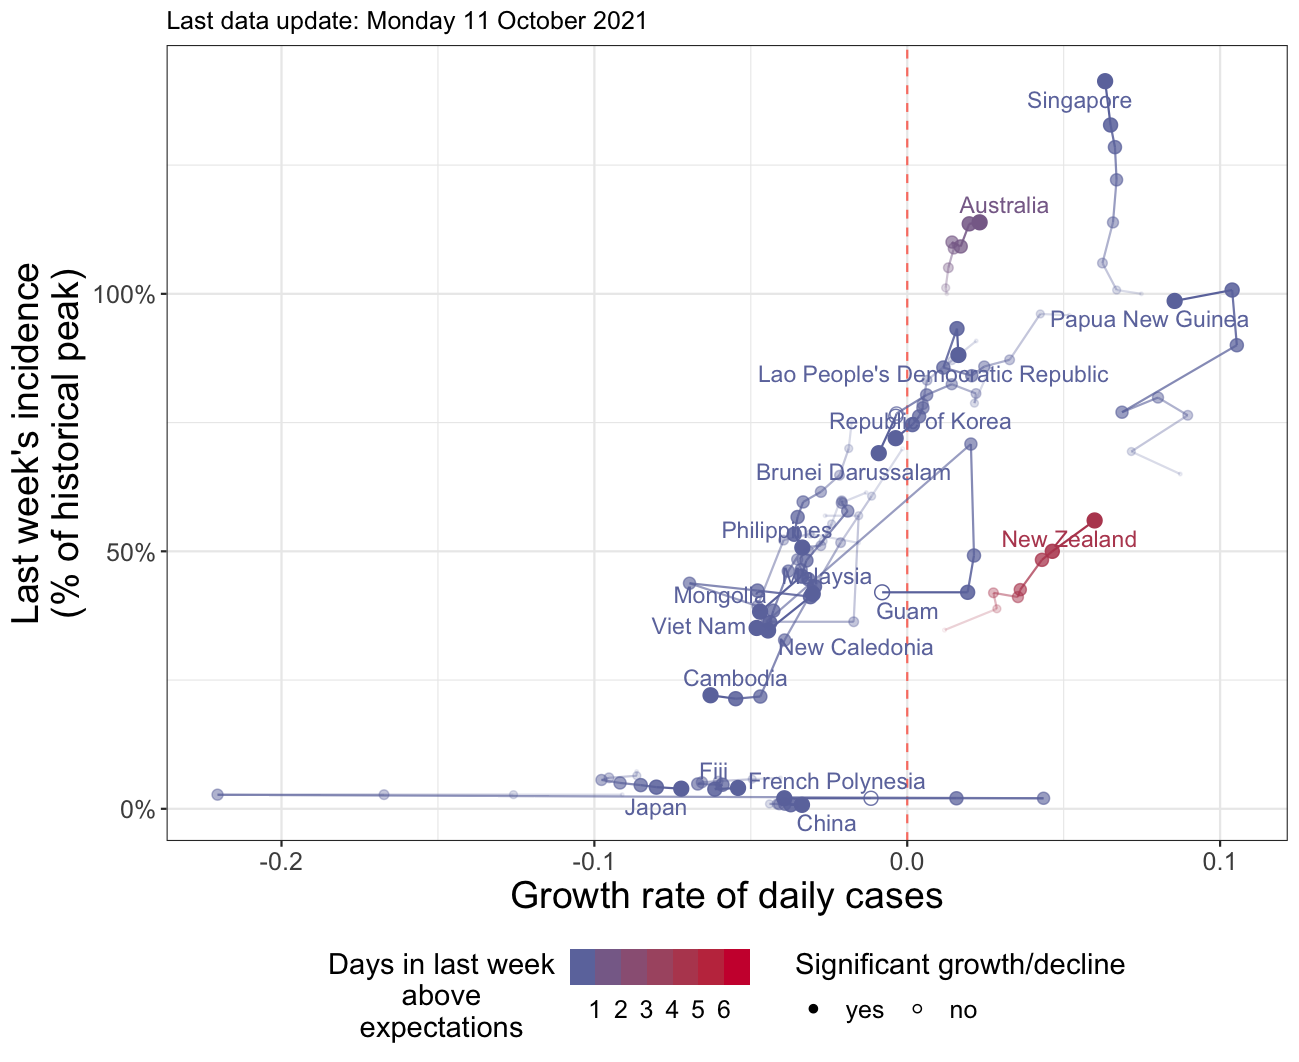 Last data update: Monday 11 October 2021
Last week's incidence
(% of historical peak)
100%
50%
0%
Singapore
Australia
Papua New Guinea
Lao People's Democratic Republic
Republic of Korea
Brunei Darussalam
Philippines
New Zealand
Malaysia
Mongolia
Guam
Viet Nam
New Caledonia
Cambodia
Fiji
French Polynesia
Japan
China
-0.2
-0.1
0.0
0.1
Growth rate of daily cases
Days in last week
above
expectations
1 2 3 4 5 6
Significant growth/decline
yes
no